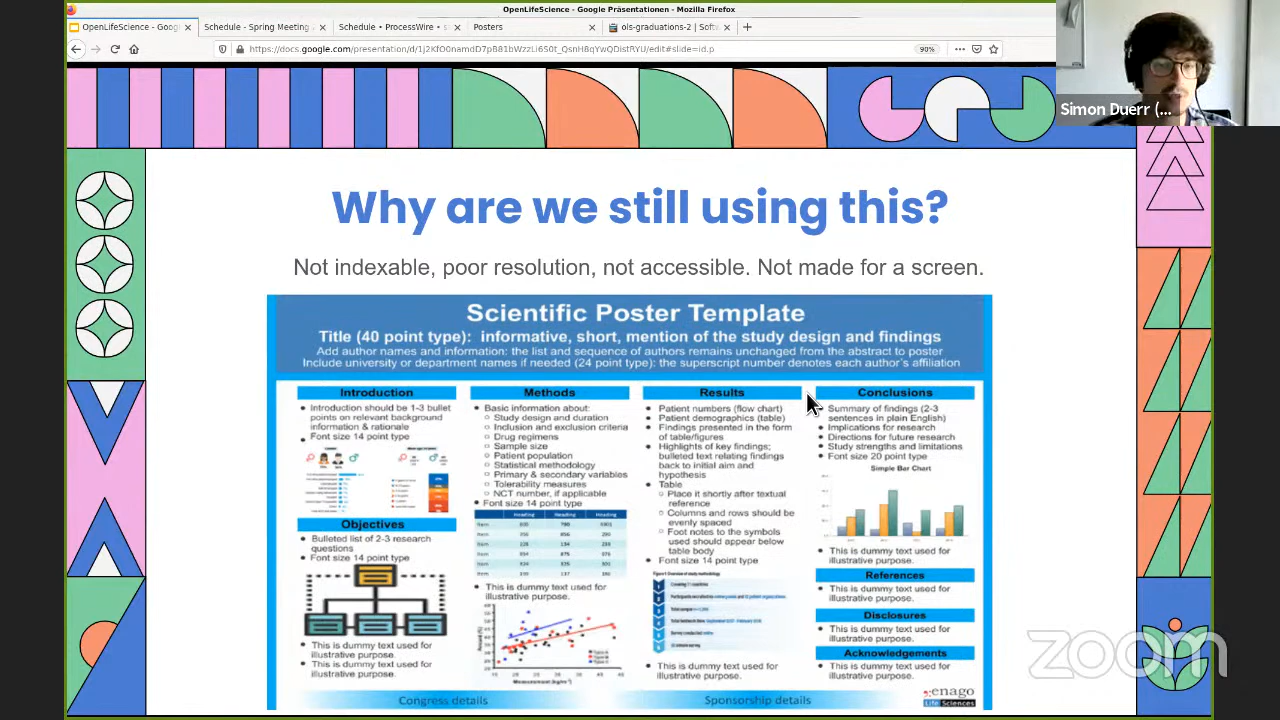 OpenLifeScience - Google Präsentationen - Mozilla Firefox
OpenLifeScience - Goog
Schedule - Spring Meeting -
Schedule • ProcessWire • s
Posters
ols-graduations-2 | Softw
90%
Simon Duerr (...
Why are we still using this?
Not indexable, poor resolution, not accessible. Not made for a screen.
Scientific Poster Template
Title (40 point type): informative, short, mention of the study design and findings
Add author names and information: the list and sequence of authors remains unchanged from the abstract to poster
Include university or department names if needed (24 point type): the superscript number denotes each author's affiliation
Introduction
• Introduction should be 1-3 bullet
points on relevant background
information & rationale
• Font size 14 point type
Objectives
• Bulleted list of 2-3 research
questions
• Font size 14 point type
• This is dummy text used for
illustrative purpose.
• This is dummy text used for
illustrative purpose.
Methods
• Basic information about:
○ Study design and duration
○ Inclusion and exclusion criteria
○ Drug regimens
○ Sample size
○ Patient population
○ Statistical methodology
○ Primary & secondary variables
○ Tolerability measures
○ NCT number, if applicable
• Font size 14 point type
Heading Heading Heading
• This is dummy text used for
illustrative purpose.
Results
• Patient numbers (flow chart)
• Patient demographics (table)
• Findings presented in the form
of table/figures
• Highlights of key findings;
bulleted text relating findings
back to initial aim and
hypothesis
• Table
○ Place it shortly after textual
reference
○ Columns and rows should be
evenly spaced
○ Foot notes to the symbols
used should appear below
table body
• Font size 14 point type
• This is dummy text used for
illustrative purpose.
Conclusions
• Summary of findings (2-3
sentences in plain English)
• Implications for research
• Directions for future research
• Study strengths and limitations
• Font size 20 point type
Simple Bar Chart
• This is dummy text used for
illustrative purpose.
References
• This is dummy text used for
illustrative purpose.
Disclosures
• This is dummy text used for
illustrative purpose.
Acknowledgements
• This is dummy text used for
illustrative purpose.
Congress details
Sponsorship details
enago
Life Sciences
zoom